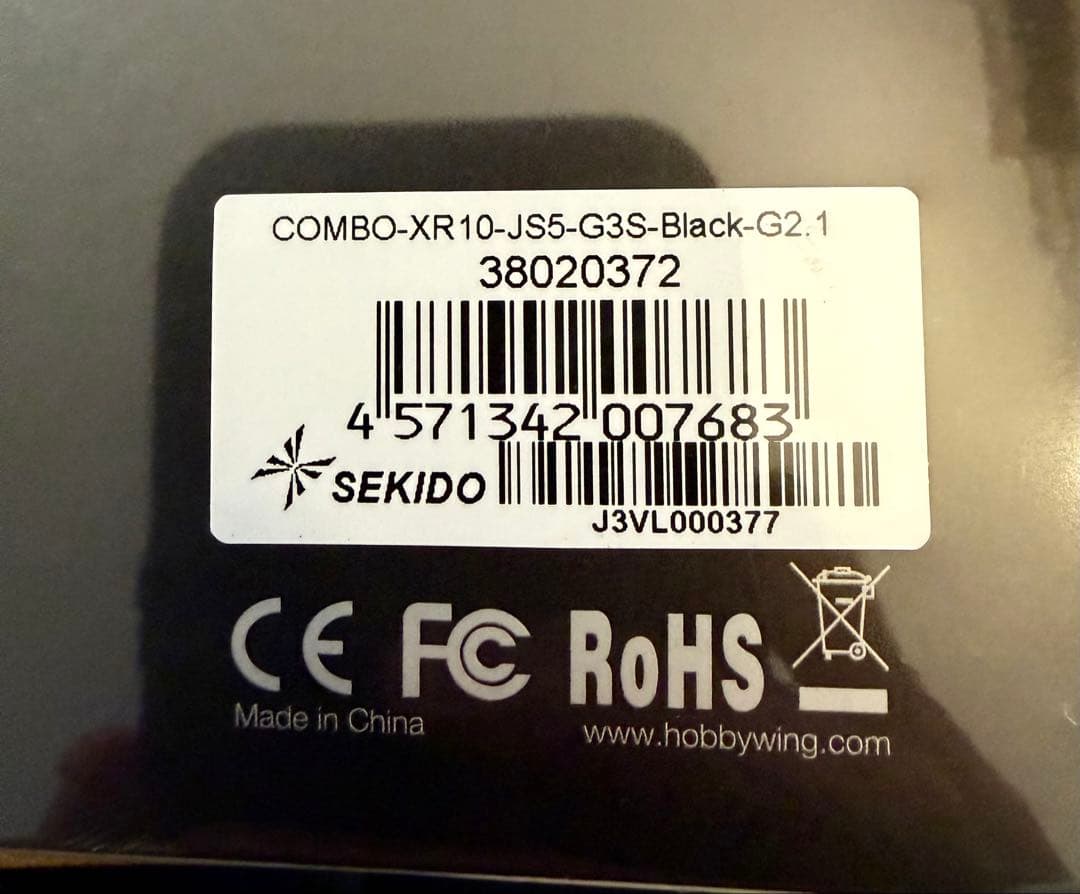 COMBO-XR10-JS5-G3S-Black-G2.1
38020372
4 571342 007683
SEKIDO
J3VL000377
CE FC RoHS
Made in China
www.hobbywing.com